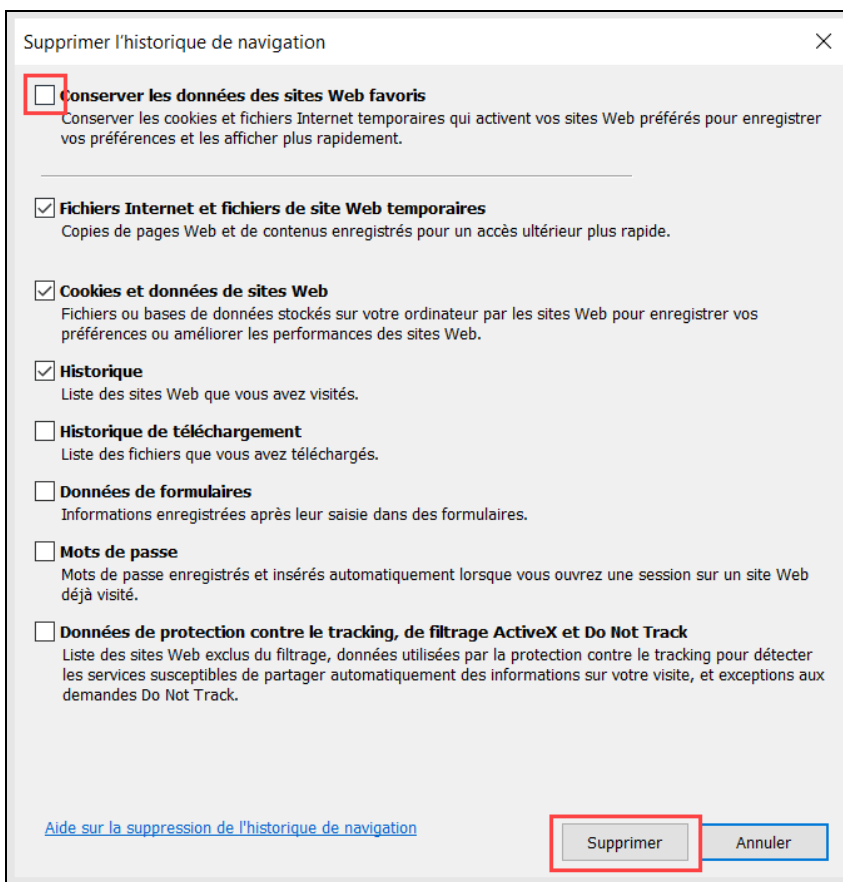 Supprimer l'historique de navigation
Conserver les données des sites Web favoris
Conserver les cookies et fichiers Internet temporaires qui activent vos sites Web préférés pour enregistrer
vos préférences et les afficher plus rapidement.
Fichiers Internet et fichiers de site Web temporaires
Copies de pages Web et de contenus enregistrés pour un accès ultérieur plus rapide.
Cookies et données de sites Web
Fichiers ou bases de données stockés sur votre ordinateur par les sites Web pour enregistrer vos
préférences ou améliorer les performances des sites Web.
Historique
Liste des sites Web que vous avez visités.
Historique de téléchargement
Liste des fichiers que vous avez téléchargés.
Données de formulaires
Informations enregistrées après leur saisie dans des formulaires.
Mots de passe
Mots de passe enregistrés et insérés automatiquement lorsque vous ouvrez une session sur un site Web
déjà visité.
Données de protection contre le tracking, de filtrage ActiveX et Do Not Track
Liste des sites Web exclus du filtrage, données utilisées par la protection contre le tracking pour détecter
les services susceptibles de partager automatiquement des informations sur votre visite, et exceptions aux
demandes Do Not Track.
Aide sur la suppression de l'historique de navigation
Supprimer
Annuler